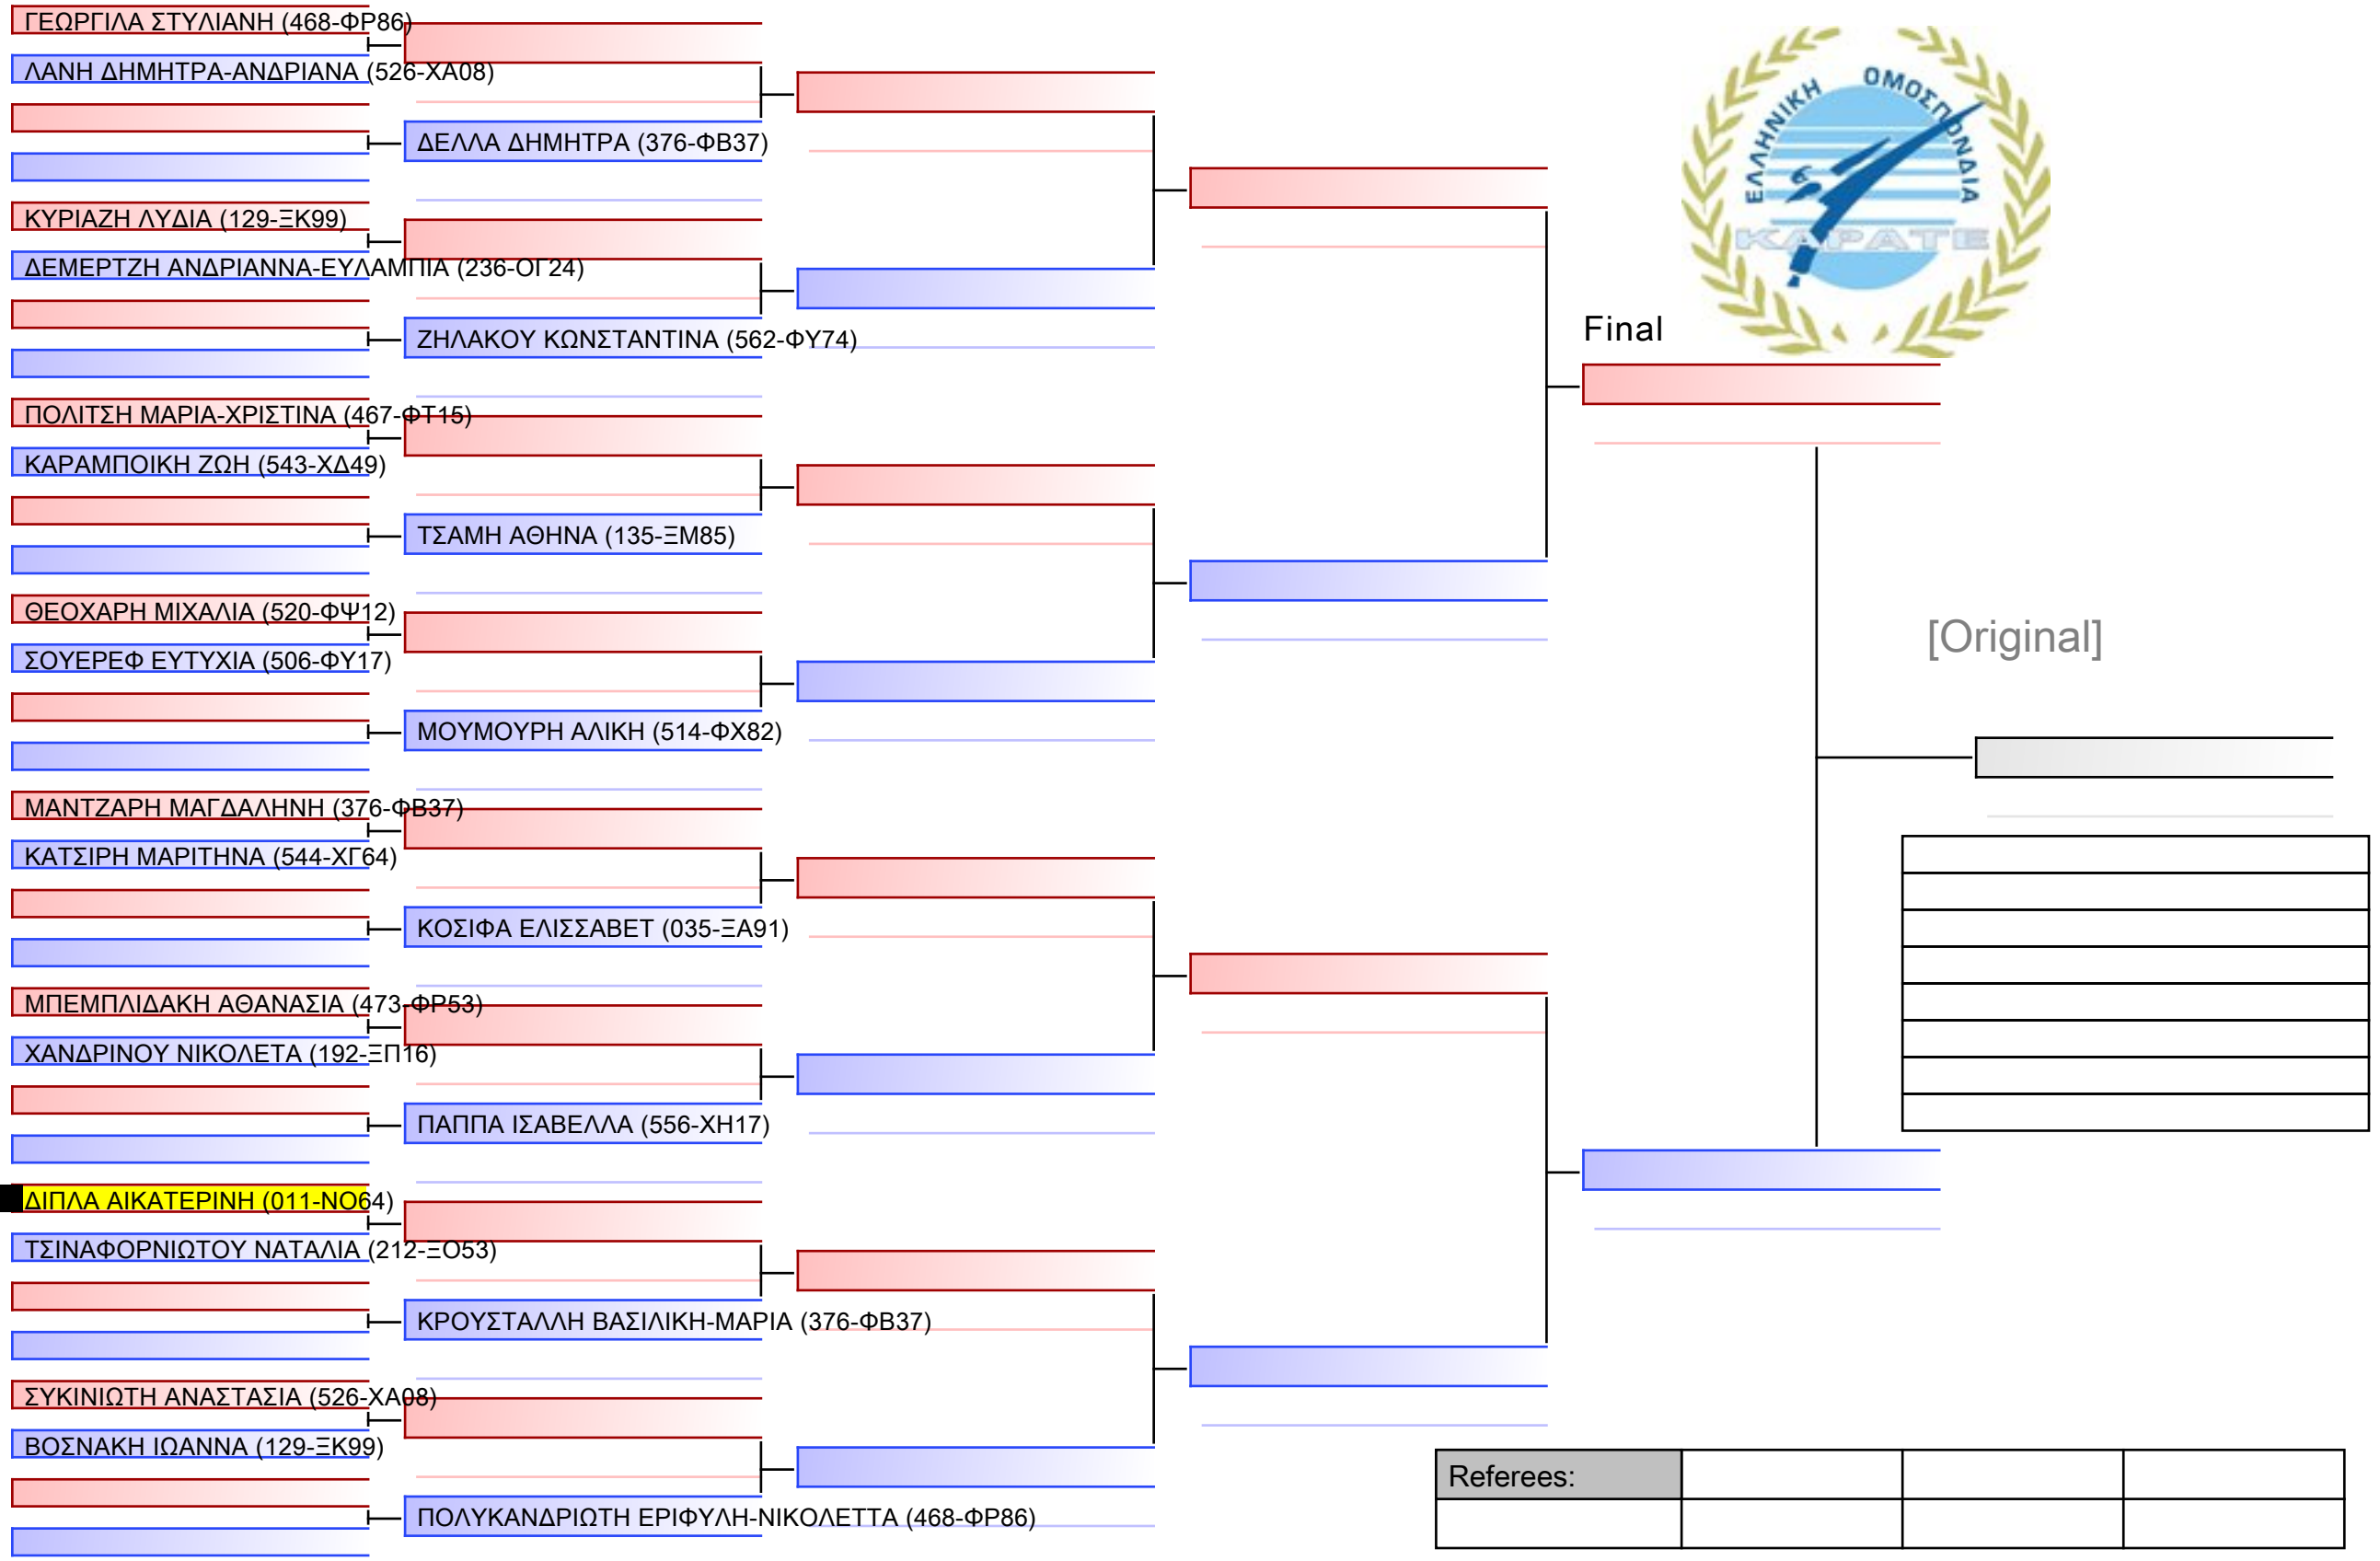 ΓΕΩΡΓΙΛΑ ΣΤΥΛΙΑΝΗ (468-ΦΡ86)
ΛΑΝΗ ΔΗΜΗΤΡΑ-ΑΝΔΡΙΑΝΑ (526-ΧΑ08)
ΔΕΛΛΑ ΔΗΜΗΤΡΑ (376-ΦΒ37)
ΚΥΡΙΑΖΗ ΛΥΔΙΑ (129-ΞΚ99)
ΔΕΜΕΡΤΖΗ ΑΝΔΡΙΑΝΝΑ-ΕΥΛΑΜΠΙΑ (236-ΟΓ24)
ΖΗΛΑΚΟΥ ΚΩΝΣΤΑΝΤΙΝΑ (562-ΦΥ74)
ΠΟΛΙΤΣΗ ΜΑΡΙΑ-ΧΡΙΣΤΙΝΑ (467-ΦΤ15)
ΚΑΡΑΜΠΟΙΚΗ ΖΩΗ (543-ΧΔ49)
ΤΣΑΜΗ ΑΘΗΝΑ (135-ΞΜ85)
ΘΕΟΧΑΡΗ ΜΙΧΑΛΙΑ (520-ΦΨ12)
ΣΟΥΕΡΕΦ ΕΥΤΥΧΙΑ (506-ΦΥ17)
ΜΟΥΜΟΥΡΗ ΑΛΙΚΗ (514-ΦΧ82)
ΜΑΝΤΖΑΡΗ ΜΑΓΔΑΛΗΝΗ (376-ΦΒ37)
ΚΑΤΣΙΡΗ ΜΑΡΙΤΗΝΑ (544-ΧΓ64)
ΚΟΣΙΦΑ ΕΛΙΣΣΑΒΕΤ (035-ΞΑ91)
ΜΠΕΜΠΛΙΔΑΚΗ ΑΘΑΝΑΣΙΑ (473-ΦΡ53)
ΧΑΝΔΡΙΝΟΥ ΝΙΚΟΛΕΤΑ (192-ΞΠ16)
ΠΑΠΠΑ ΙΣΑΒΕΛΛΑ (556-ΧΗ17)
ΔΙΠΛΑ ΑΙΚΑΤΕΡΙΝΗ (011-ΝΟ64)
ΤΣΙΝΑΦΟΡΝΙΩΤΟΥ ΝΑΤΑΛΙΑ (212-ΞΟ53)
ΚΡΟΥΣΤΑΛΛΗ ΒΑΣΙΛΙΚΗ-ΜΑΡΙΑ (376-ΦΒ37)
ΣΥΚΙΝΙΩΤΗ ΑΝΑΣΤΑΣΙΑ (526-ΧΑ08)
ΒΟΣΝΑΚΗ ΙΩΑΝΝΑ (129-ΞΚ99)
ΠΟΛΥΚΑΝΔΡΙΩΤΗ ΕΡΙΦΥΛΗ-ΝΙΚΟΛΕΤΤΑ (468-ΦΡ86)
ΕΛΛΗΝΙΚΗ ΟΜΟΣΠΟΝΔΙΑ
ΚΑΡΑΤΕ
Final
[Original]
Referees: